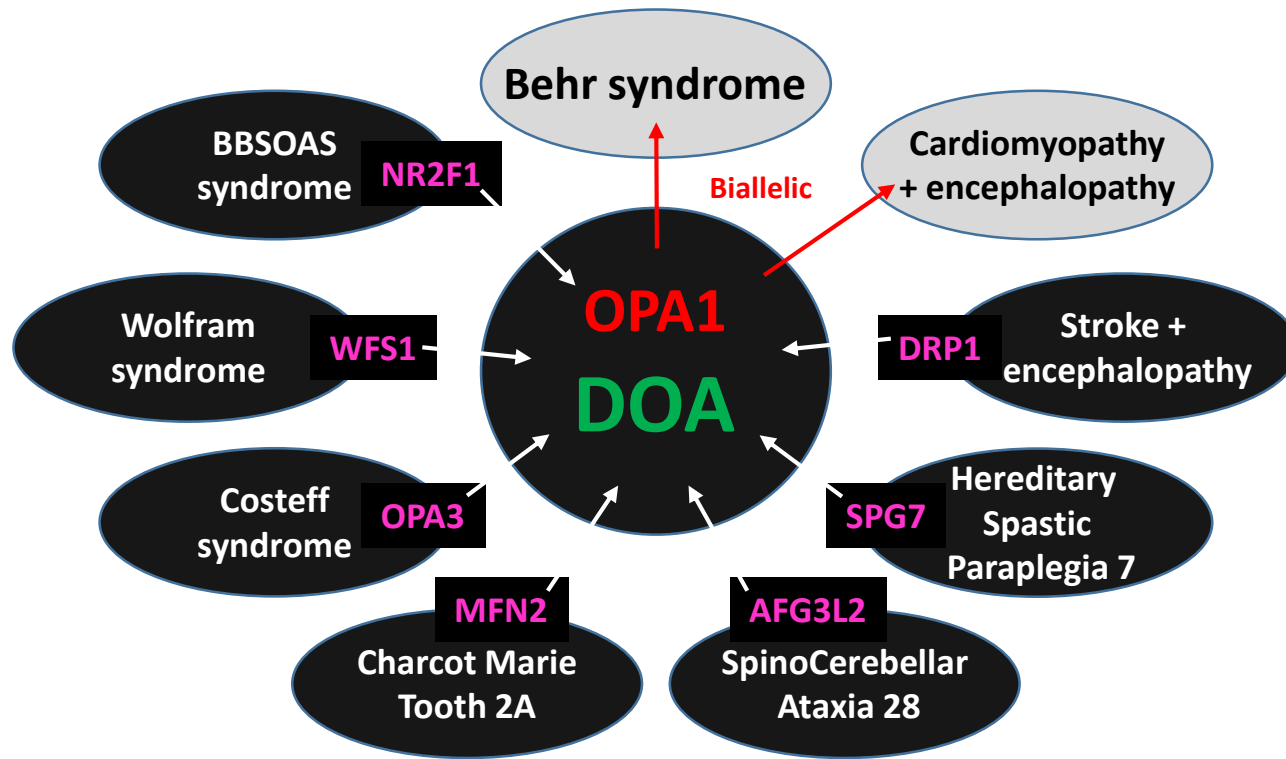 Behr syndrome
BBSOAS
syndrome
NR2F1
Cardiomyopathy
+ encephalopathy
Biallelic
OPA1
DOA
Wolfram
syndrome
WFS1
DRP1
Stroke +
encephalopathy
Costeff
syndrome
OPA3
SPG7
Hereditary
Spastic
Paraplegia 7
MFN2
Charcot Marie
Tooth 2A
AFG3L2
SpinoCerebellar
Ataxia 28